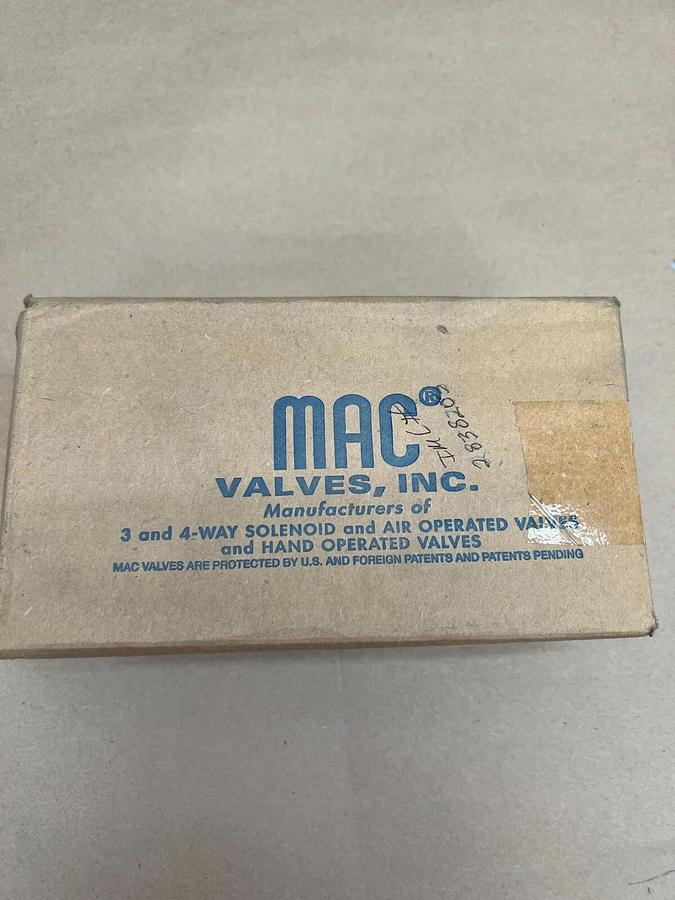 MAC®
VALVES, INC.
Manufacturers of
3 and 4-WAY SOLENOID and AIR OPERATED VALVES
and HAND OPERATED VALVES
MAC VALVES ARE PROTECTED BY U.S. AND FOREIGN PATENTS AND PATENTS PENDING